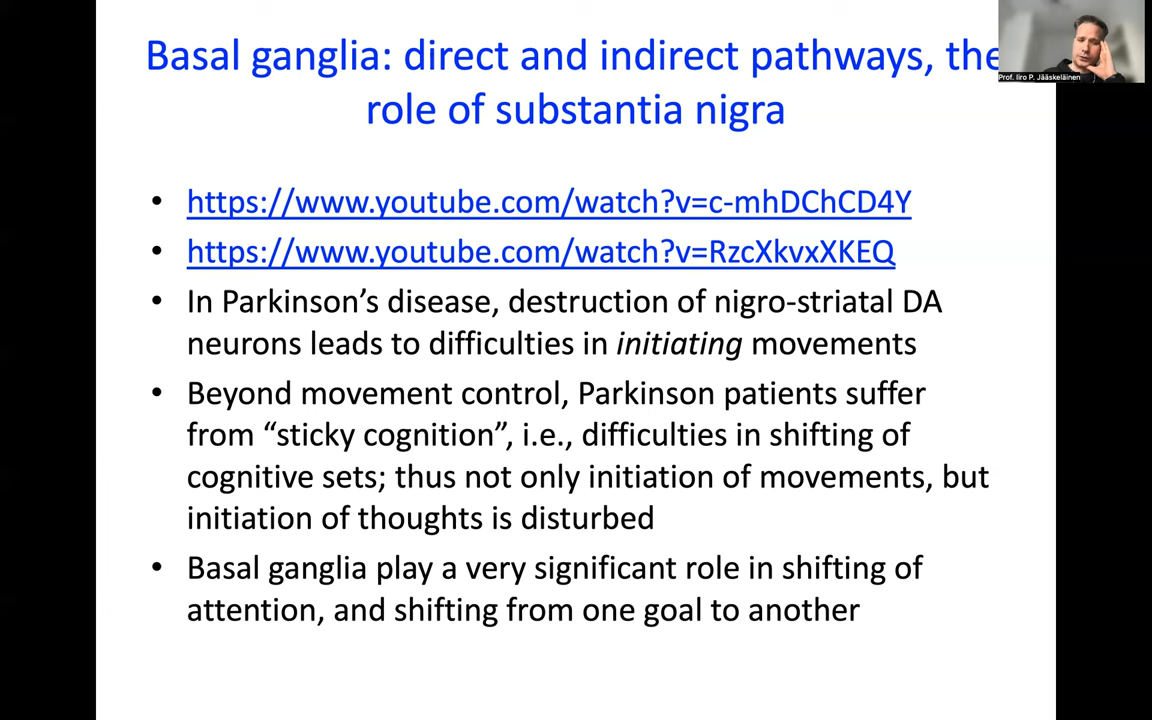 Basal ganglia: direct and indirect pathways, the
role of substantia nigra
Prof. Iiro P. Jääskeläinen
• https://www.youtube.com/watch?v=c-mhDChCD4Y
• https://www.youtube.com/watch?v=RzcXkvxXKEQ
• In Parkinson’s disease, destruction of nigro-striatal DA
neurons leads to difficulties in initiating movements
• Beyond movement control, Parkinson patients suffer
from “sticky cognition”, i.e., difficulties in shifting of
cognitive sets; thus not only initiation of movements, but
initiation of thoughts is disturbed
• Basal ganglia play a very significant role in shifting of
attention, and shifting from one goal to another